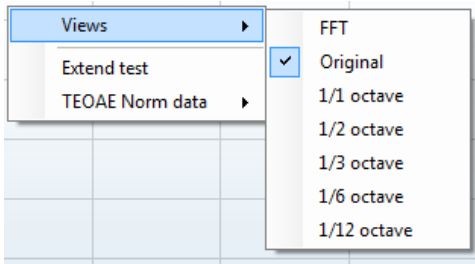 Views
Extend test
TEOAE Norm data
FFT
Original
1/1 octave
1/2 octave
1/3 octave
1/6 octave
1/12 octave